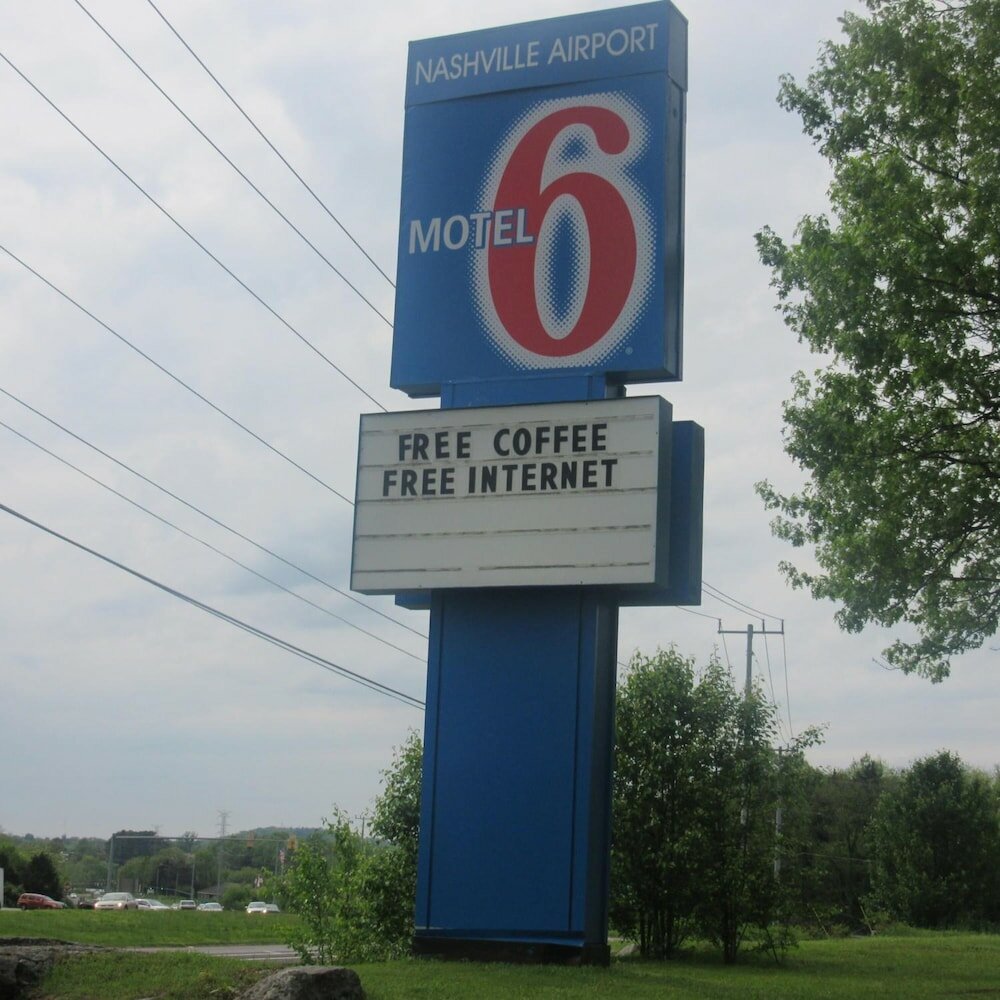 NASHVILLE AIRPORT
MOTEL 6
FREE COFFEE
FREE INTERNET